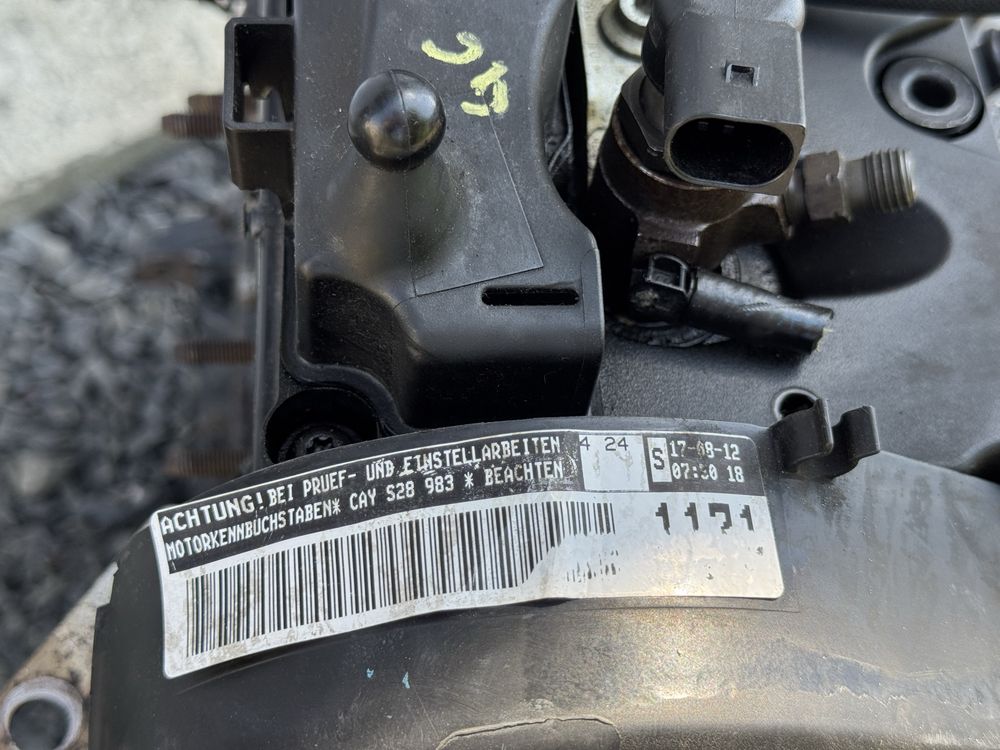 ACHTUNG! BEI PRUEF- UND EINSTELLARBEITEN
MOTORKENNBUCHSTABEN* CAY S28 983 * BEACHTEN
4 24
S
17-08-12
07:30 18
1171